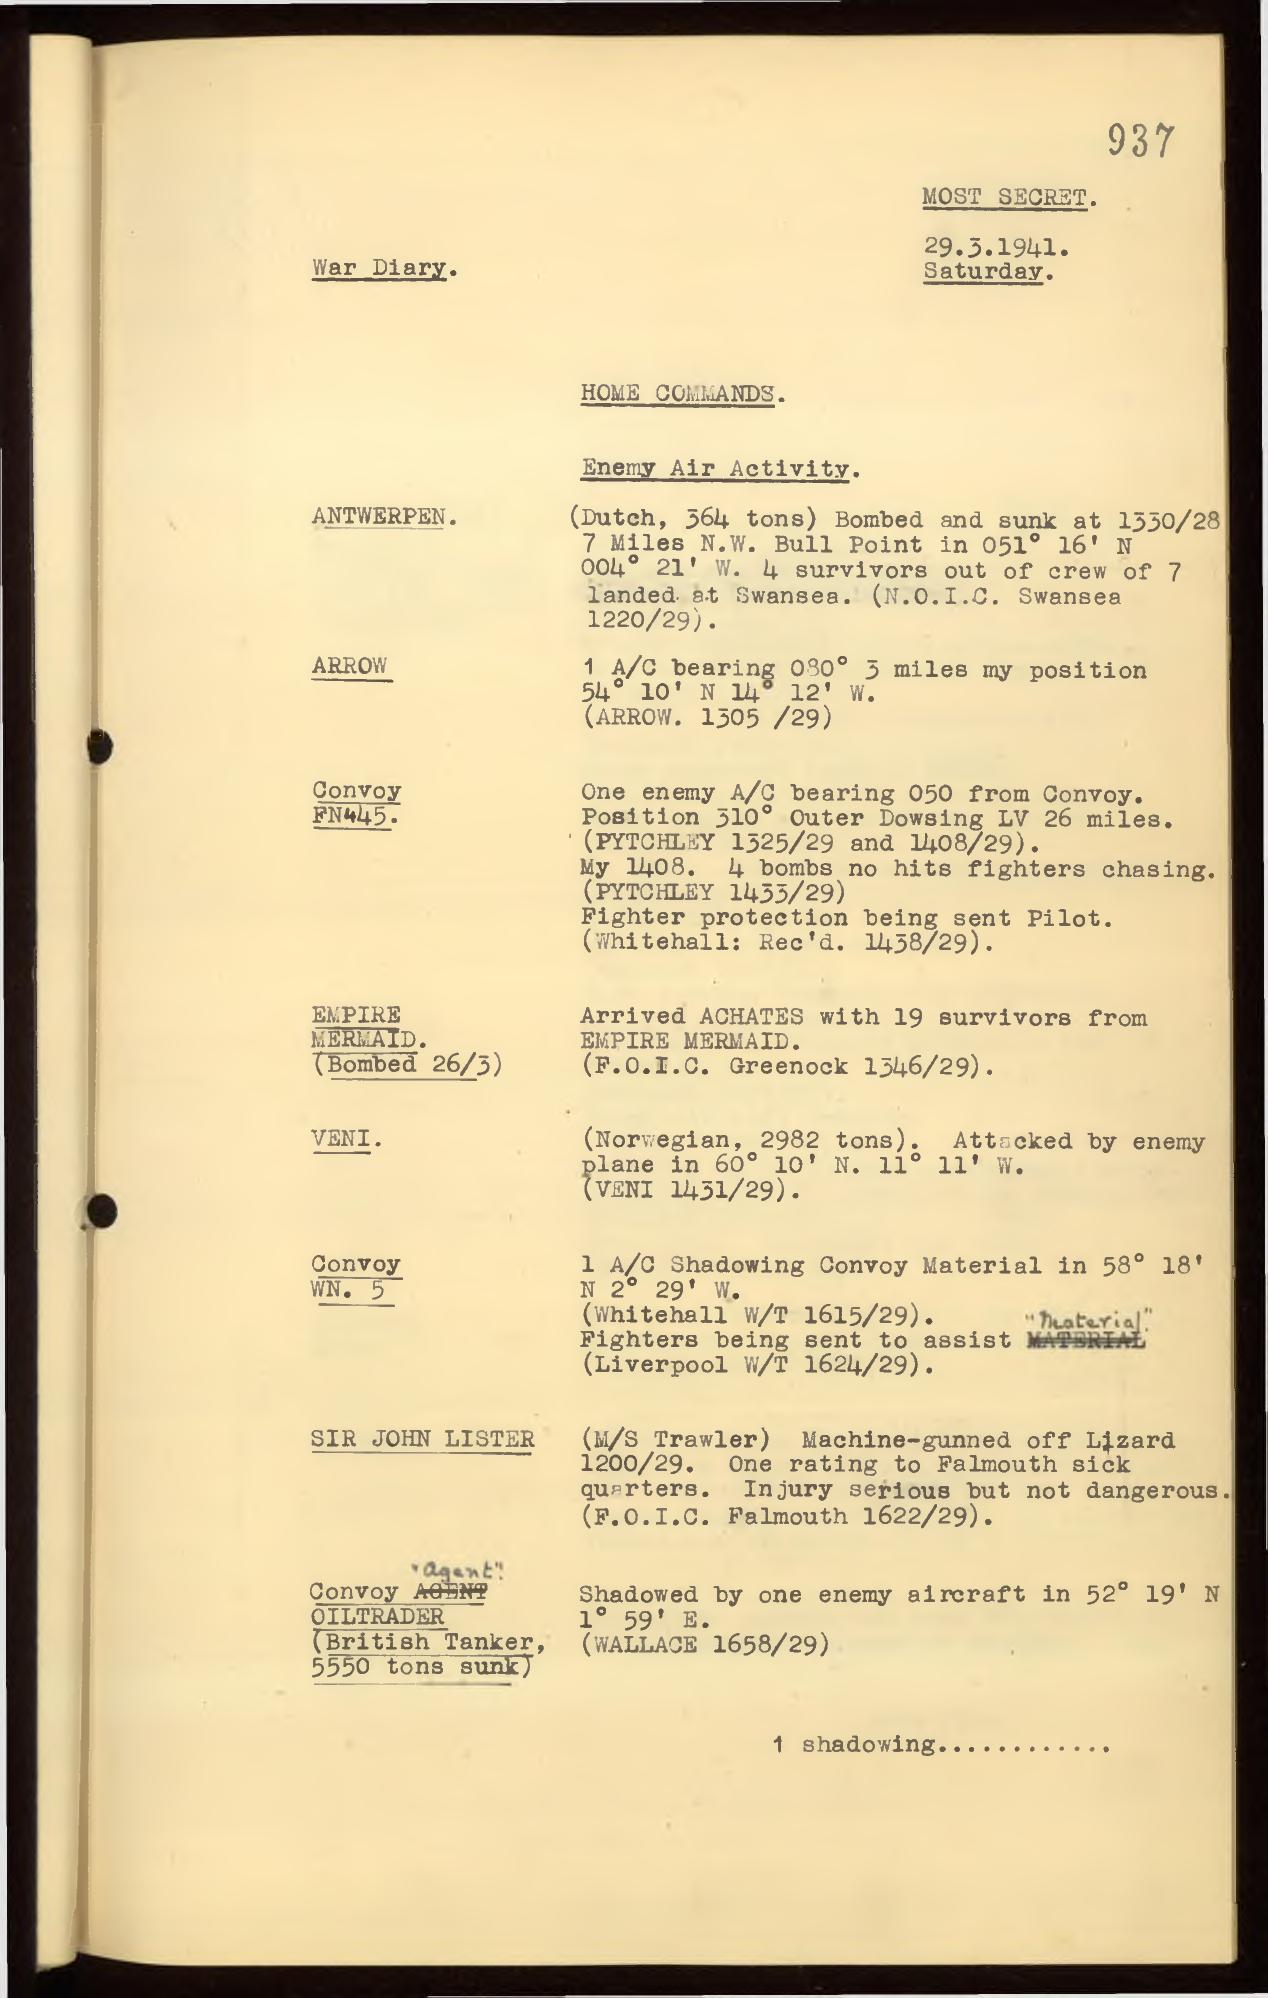 937
MOST SECRET.
29.3.1941.
Saturday.
War Diary.
HOME COMMANDS.
Enemy Air Activity.
ANTWERPEN.
(Dutch, 364 tons) Bombed and sunk at 1330/28
7 Miles N.W. Bull Point in 051° 16' N
004° 21' W. 4 survivors out of crew of 7
landed at Swansea. (N.O.I.C. Swansea
1220/29).
ARROW
1 A/C bearing 080° 3 miles my position
54° 10' N 14° 12' W.
(ARROW. 1305 /29)
Convoy
FN445.
One enemy A/C bearing 050 from Convoy.
Position 310° Outer Dowsing LV 26 miles.
(PYTCHLEY 1325/29 and 1408/29).
My 1408. 4 bombs no hits fighters chasing.
(PYTCHLEY 1433/29)
Fighter protection being sent Pilot.
(Whitehall: Rec'd. 1438/29).
EMPIRE
MERMAID.
(Bombed 26/3)
Arrived ACHATES with 19 survivors from
EMPIRE MERMAID.
(F.O.I.C. Greenock 1346/29).
VENI.
(Norwegian, 2982 tons). Attacked by enemy
plane in 60° 10' N. 11° 11' W.
(VENI 1431/29).
Convoy
WN. 5
1 A/C Shadowing Convoy Material in 58° 18'
N 2° 29' W.
(Whitehall W/T 1615/29).
"Material."
Fighters being sent to assist MATERIAL
(Liverpool W/T 1624/29).
SIR JOHN LISTER
(M/S Trawler) Machine-gunned off Lizard
1200/29. One rating to Falmouth sick
quarters. Injury serious but not dangerous.
(F.O.I.C. Falmouth 1622/29).
"Agent".
Convoy AGENT
OILTRADER
(British Tanker,
5550 tons sunk)
Shadowed by one enemy aircraft in 52° 19' N
1° 59' E.
(WALLACE 1658/29)
1 shadowing............